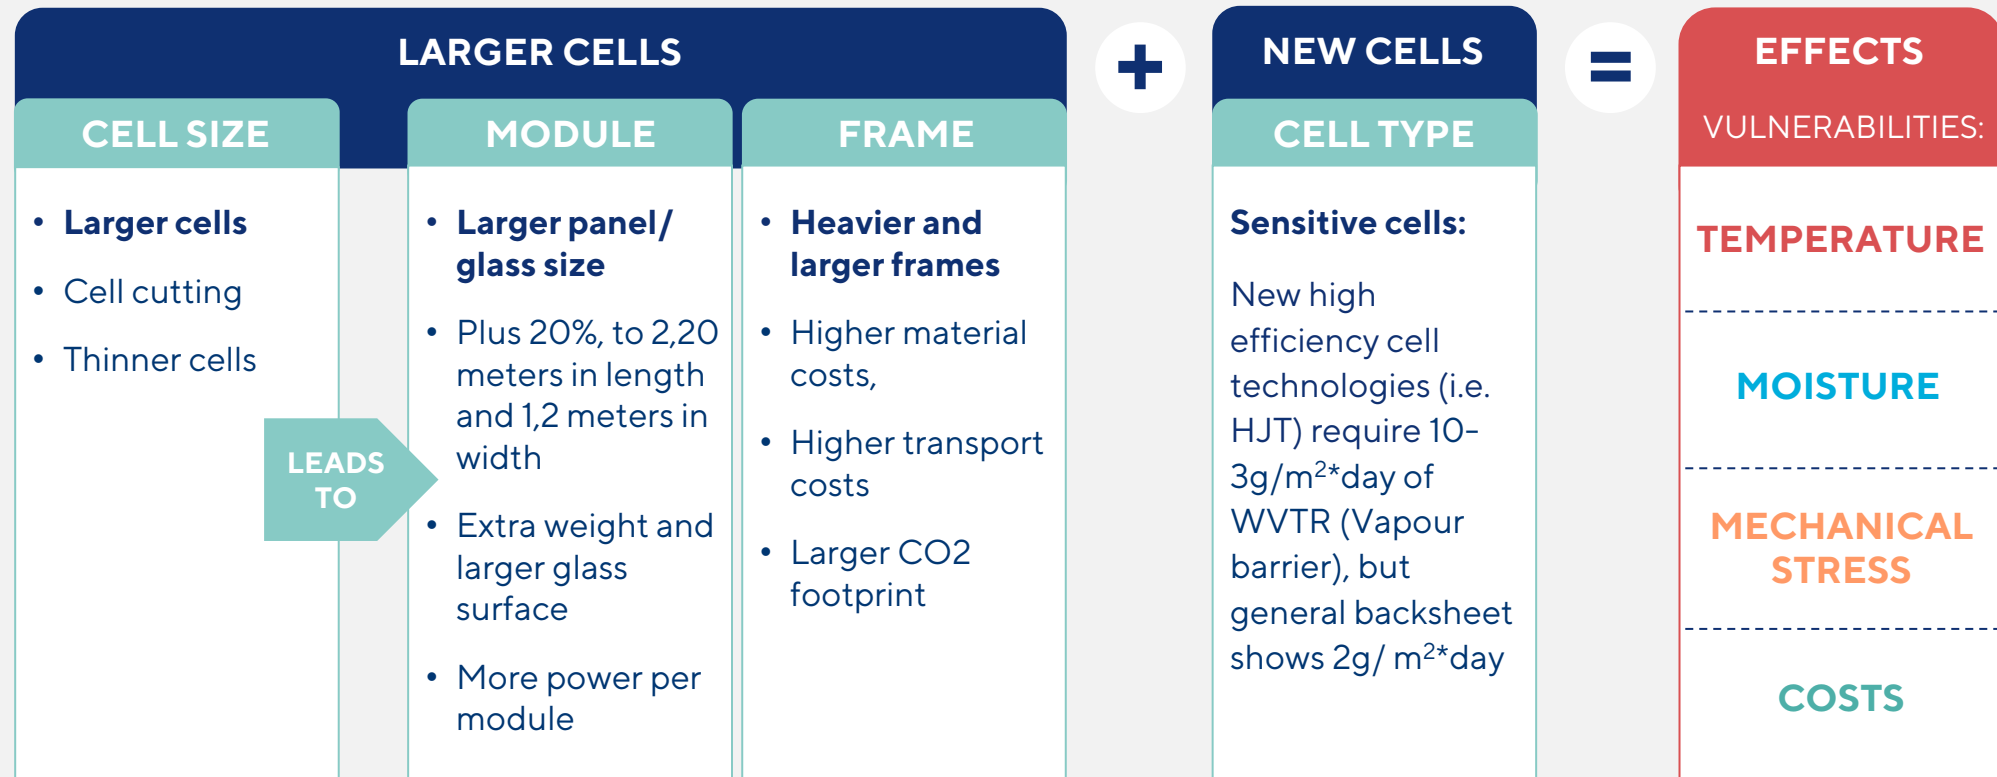 LARGER CELLS
CELL SIZE
• Larger cells
• Cell cutting
• Thinner cells
LEADS
TO
MODULE
• Larger panel/
glass size
• Plus 20%, to 2,20
meters in length
and 1,2 meters in
width
• Extra weight and
larger glass
surface
• More power per
module
FRAME
• Heavier and
larger frames
• Higher material
costs,
• Higher transport
costs
• Larger CO2
footprint
+
NEW CELLS
CELL TYPE
Sensitive cells:
New high
efficiency cell
technologies (i.e.
HJT) require 10-
3g/m²*day of
WVTR (Vapour
barrier), but
general backsheet
shows 2g/ m²*day
=
EFFECTS
VULNERABILITIES:
TEMPERATURE
MOISTURE
MECHANICAL
STRESS
COSTS